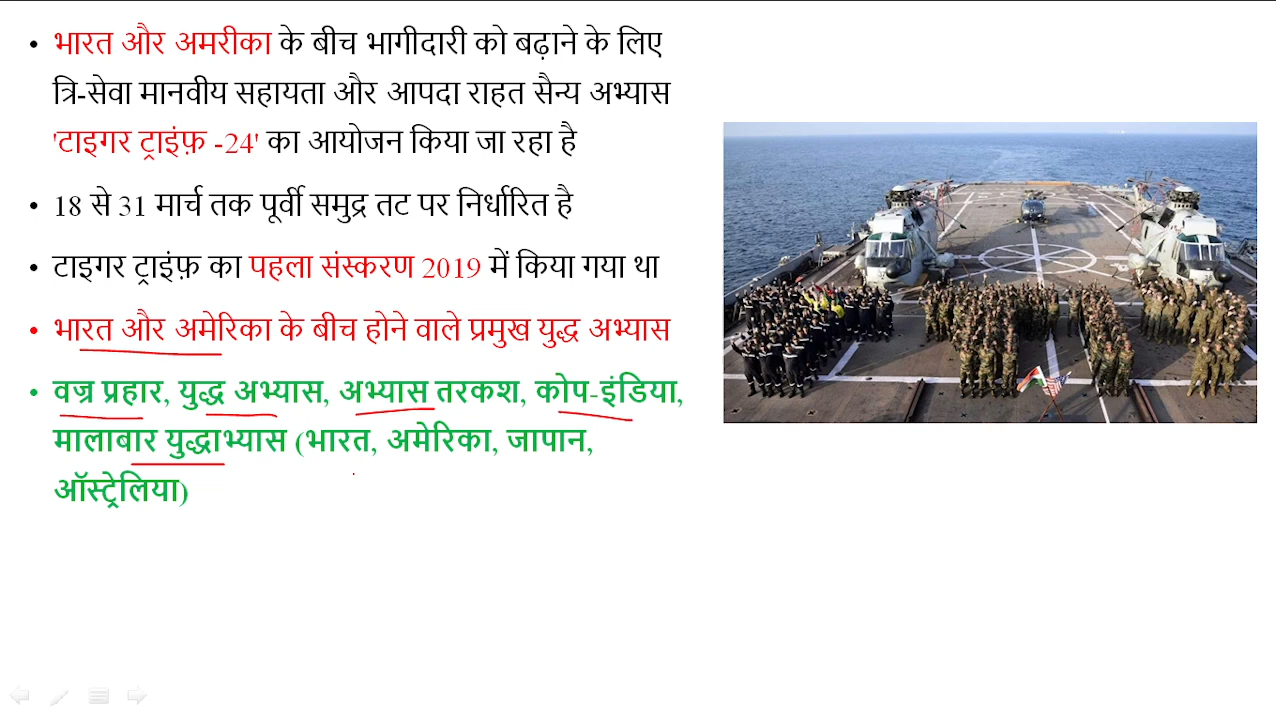 • भारत और अमरीका के बीच भागीदारी को बढ़ाने के लिए
त्रि-सेवा मानवीय सहायता और आपदा राहत सैन्य अभ्यास
'टाइगर ट्राइंफ़ -24' का आयोजन किया जा रहा है
• 18 से 31 मार्च तक पूर्वी समुद्र तट पर निर्धारित है
• टाइगर ट्राइंफ़ का पहला संस्करण 2019 में किया गया था
• भारत और अमेरिका के बीच होने वाले प्रमुख युद्ध अभ्यास
• वज्र प्रहार, युद्ध अभ्यास, अभ्यास तरकश, कोप-इंडिया,
मालाबार युद्धाभ्यास (भारत, अमेरिका, जापान,
ऑस्ट्रेलिया)